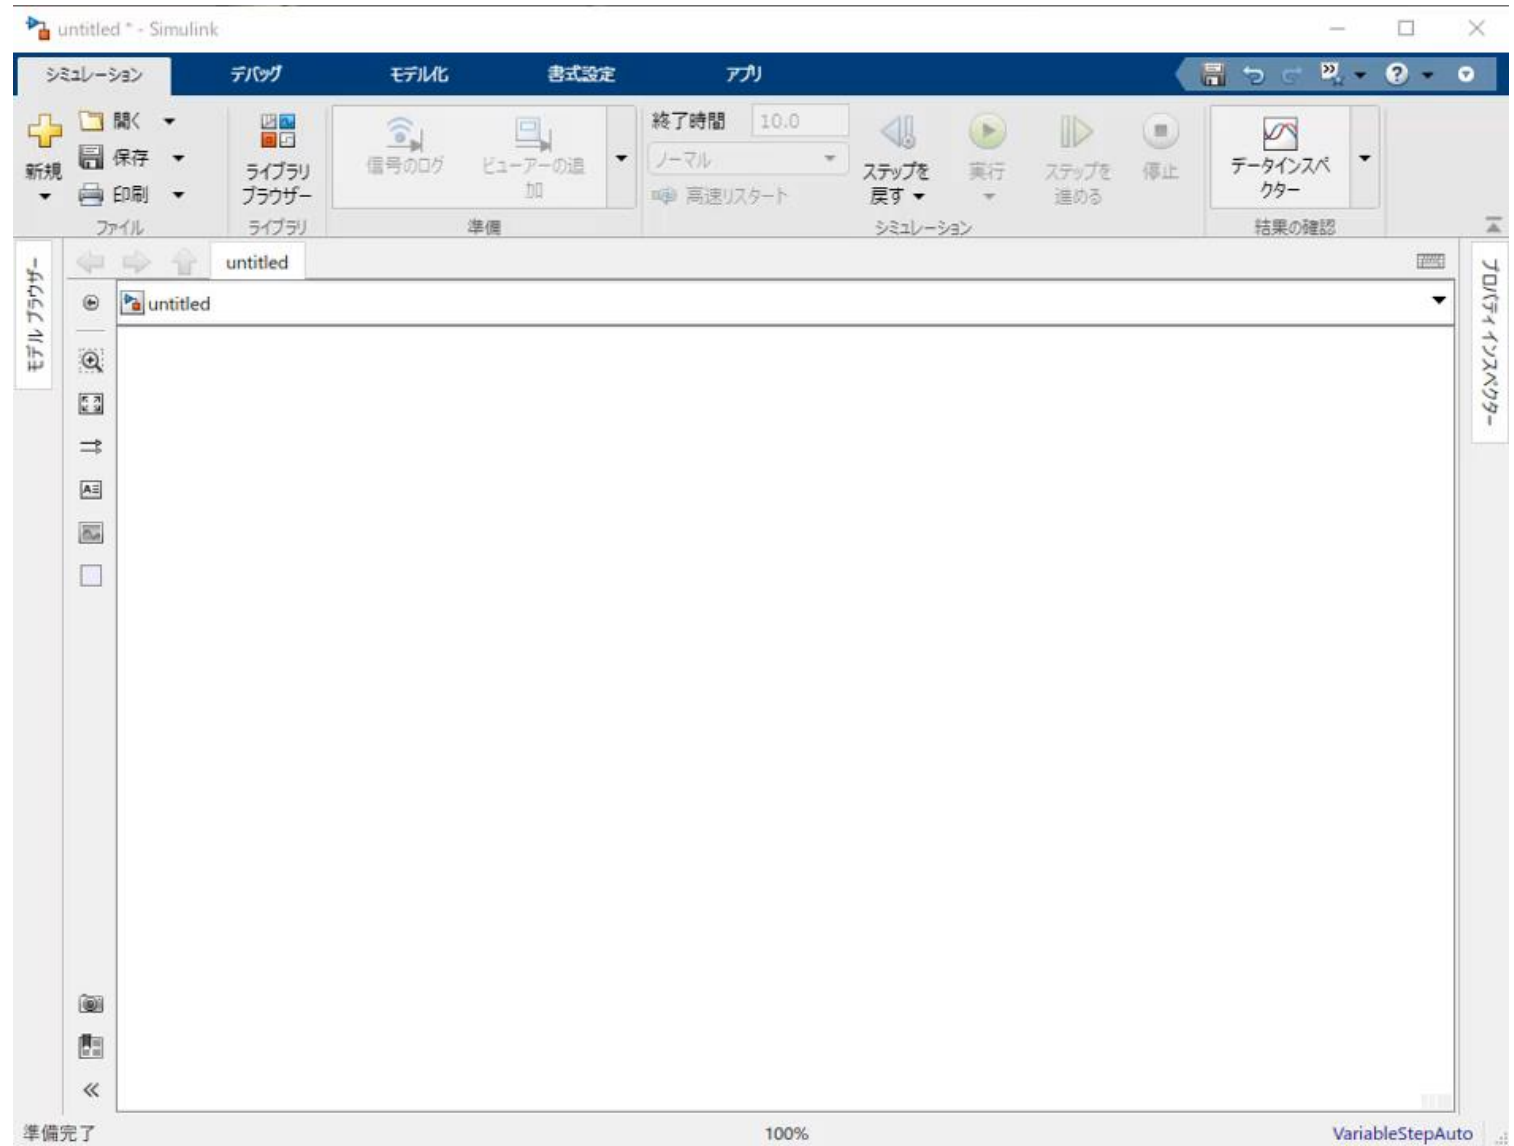 untitled * - Simulink
シミュレーション デバッグ モデル化 書式設定 アプリ
新規
開く
保存
印刷
ファイル
ライブラリ
ブラウザー
ライブラリ
信号のログ
ビューアーの追
加
準備
終了時間 10.0
ノーマル
高速リスタート
ステップを
戻す
実行
ステップを
進める
停止
シミュレーション
データインスペ
クター
結果の確認
モデル ブラウザー
untitled
untitled
プロパティ インスペクター
準備完了 100% VariableStepAuto